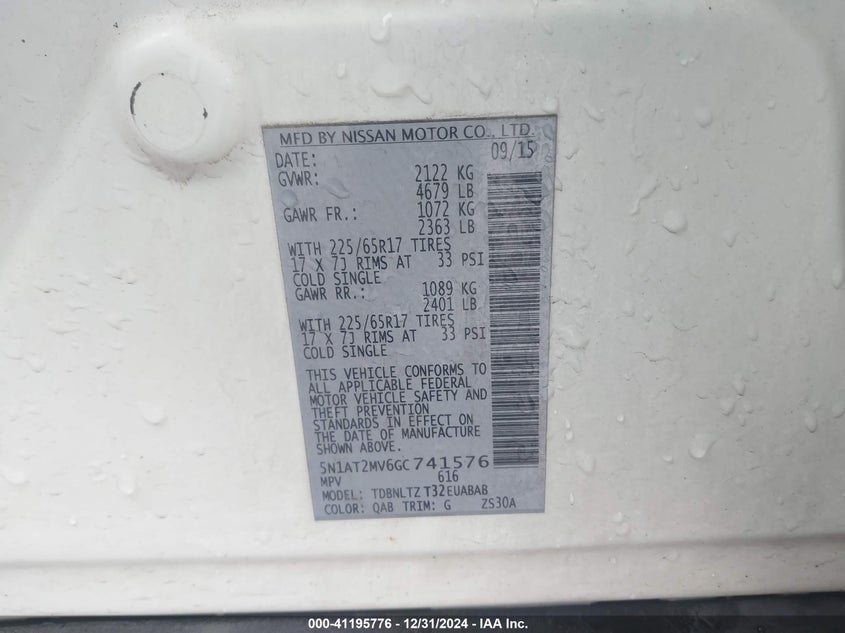 MFD BY NISSAN MOTOR CO., LTD.
DATE: 09/15
GVWR: 2122 KG
4679 LB
GAWR FR.: 1072 KG
2363 LB
WITH 225/65R17 TIRES
17 X 7J RIMS AT 33 PSI
COLD SINGLE
GAWR RR.: 1089 KG
2401 LB
WITH 225/65R17 TIRES
17 X 7J RIMS AT 33 PSI
COLD SINGLE
THIS VEHICLE CONFORMS TO
ALL APPLICABLE FEDERAL
MOTOR VEHICLE SAFETY AND
THEFT PREVENTION
STANDARDS IN EFFECT ON
THE DATE OF MANUFACTURE
SHOWN ABOVE.
5N1AT2MV6GC741576
MPV 616
MODEL: TDBNLTZ T32EUABAB
COLOR: QAB TRIM: G ZS30A
000-41195776 - 12/31/2024 - IAA Inc.